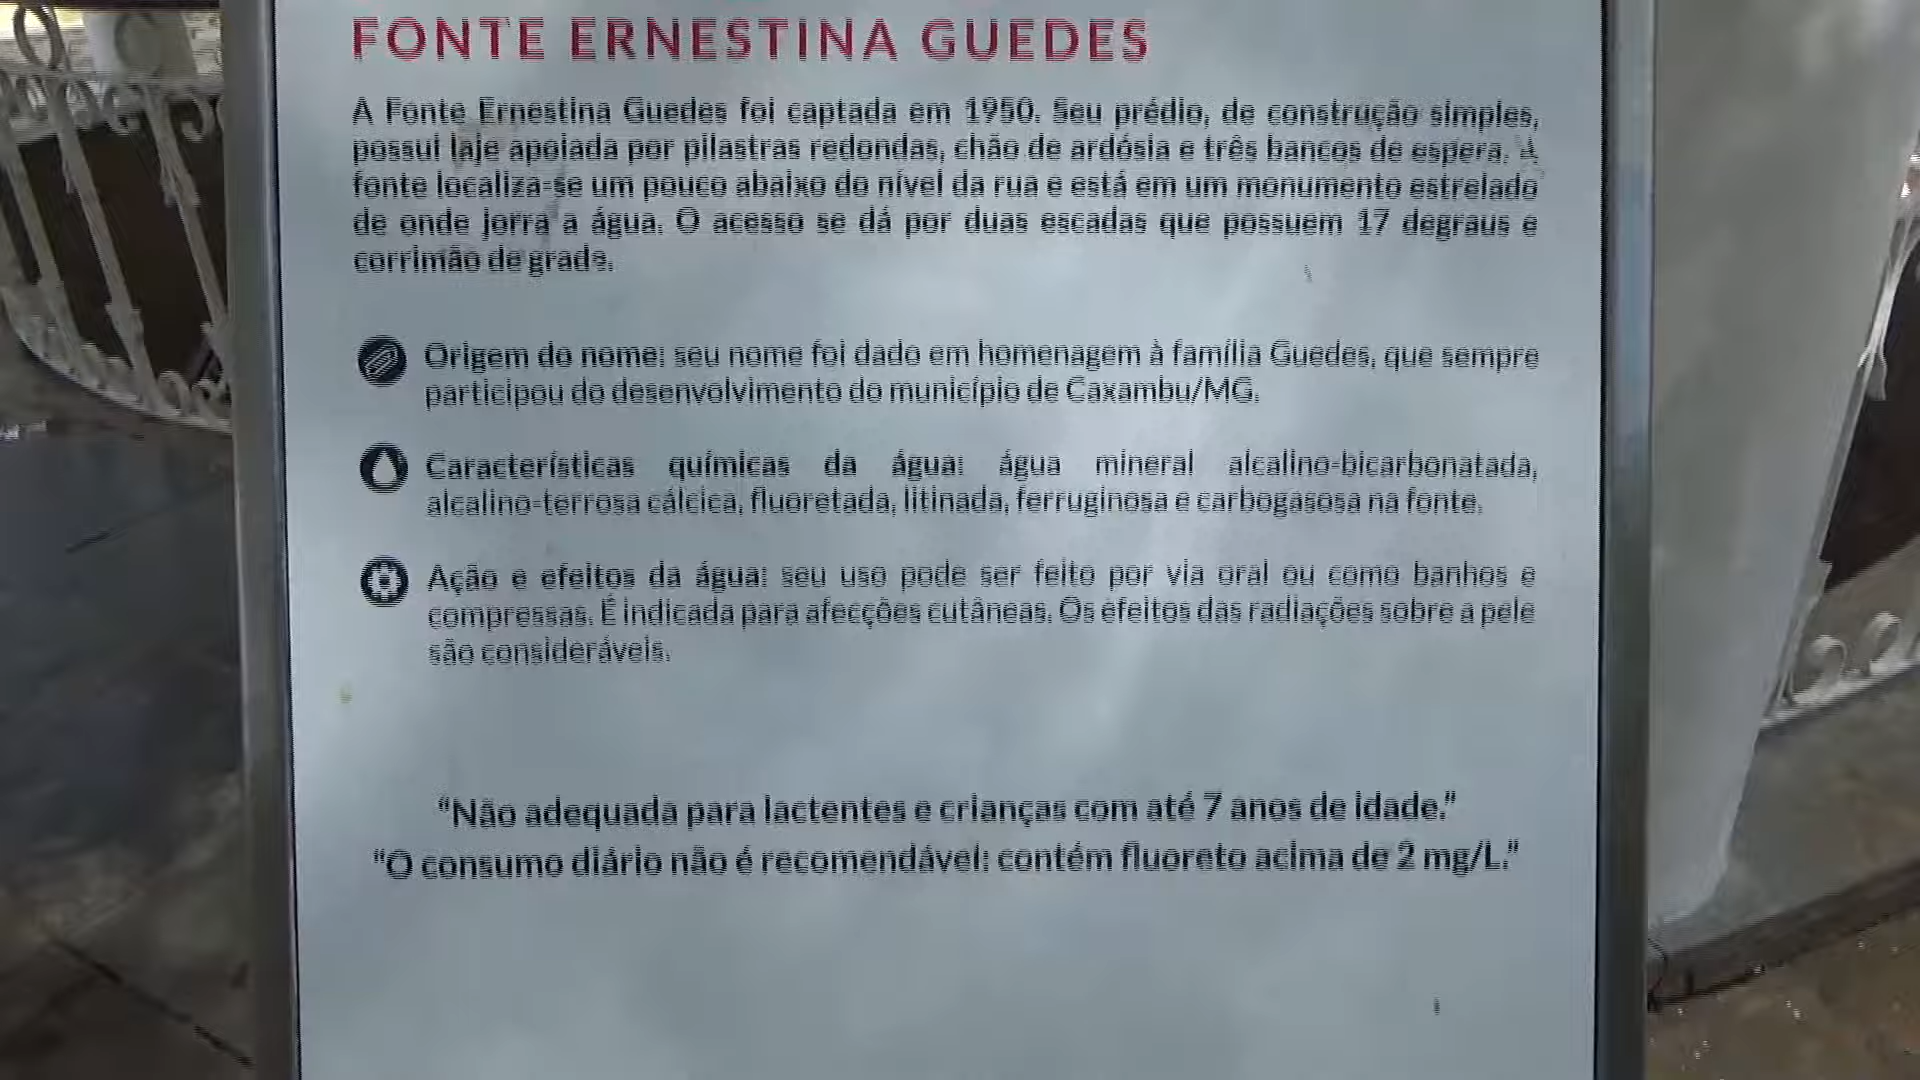 FONTE ERNESTINA GUEDES
A Fonte Ernestina Guedes foi captada em 1950. Seu prédio, de construção simples,
possui laje apoiada por pilastras redondas, chão de ardósia e três bancos de espera. A
fonte localiza-se um pouco abaixo do nível da rua e está em um monumento estrelado
de onde jorra a água. O acesso se dá por duas escadas que possuem 17 degraus e
corrimão de grade.
Origem do nome: seu nome foi dado em homenagem à família Guedes, que sempre
participou do desenvolvimento do município de Caxambu/MG.
Características químicas da água: água mineral alcalino-bicarbonatada,
alcalino-terrosa cálcica, fluoretada, litinada, ferruginosa e carbogasosa na fonte.
Ação e efeitos da água: seu uso pode ser feito por via oral ou como banhos e
compressas. É indicada para afecções cutâneas. Os efeitos das radiações sobre a pele
são consideráveis.
“Não adequada para lactentes e crianças com até 7 anos de idade.”
“O consumo diário não é recomendável: contém fluoreto acima de 2 mg/L.”